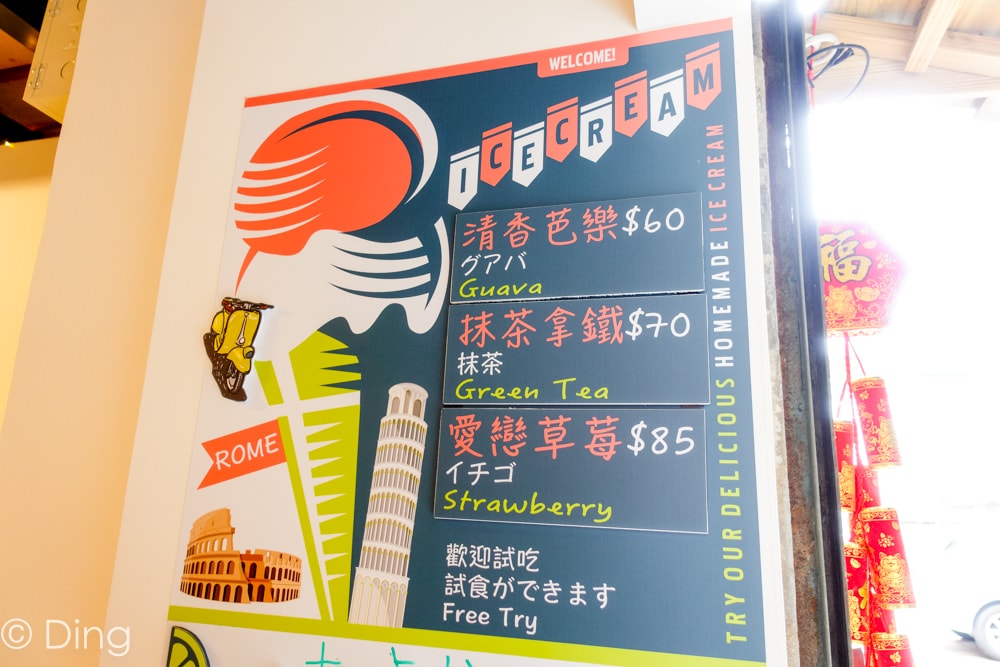 WELCOME!
ICECREAM
清香芭樂$60
グアバ
Guava
抹茶拿鐵$70
抹茶
Green Tea
愛戀草莓$85
イチゴ
Strawberry
歡迎試吃
試食ができます
Free Try
TRY OUR DELICIOUS HOMEMADE ICE CREAM
ROME
福
© Ding